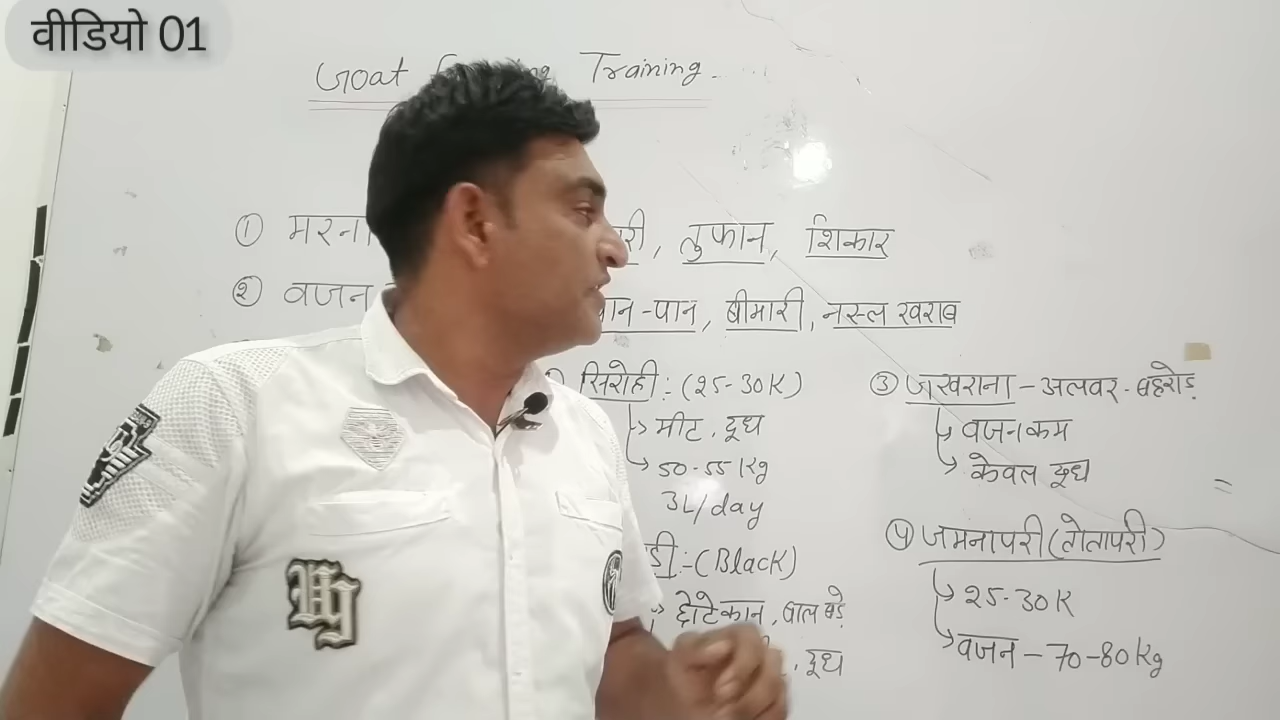 वीडियो 01
Goat Training
① मरना री, तुफान, शिकार
② वजन खान-पान, बीमारी, नस्ल खराब
सिरोही:(25-30K)
मीट, दूध
50-55 Kg
3L/day
ड़ी:-(Black)
छोटेकान, बाल बड़े
, दूध
③ जखराना - अलवर - बहरोड़
वजन कम
केवल दूध
④ जमनापरी (तोतापरी)
25-30K
वजन - 70-80 Kg